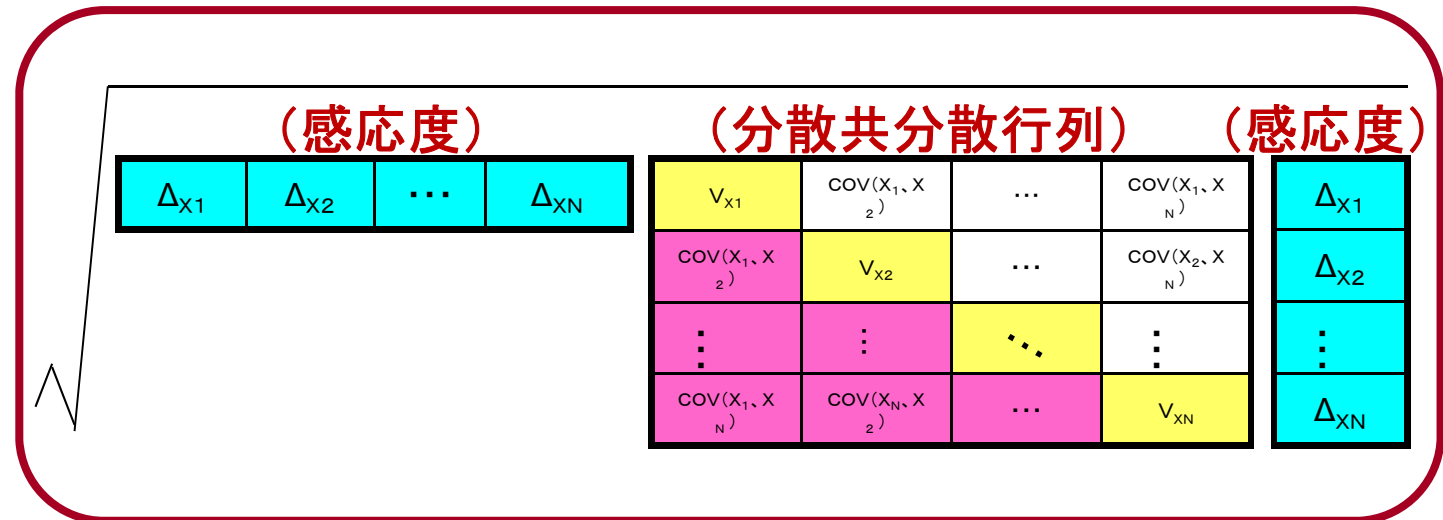 （感応度） （分散共分散行列） （感応度）
ΔX1 ΔX2 ･･･ ΔXN
VX1 COV(X1、X2) ･･･ COV(X1、XN)
ΔX1
COV(X1、X2) VX2 ･･･ COV(X2、XN)
ΔX2
⋮ ⋮ ⋱ ⋮
⋮
COV(X1、XN) COV(XN、X2) ･･･ VXN
ΔXN